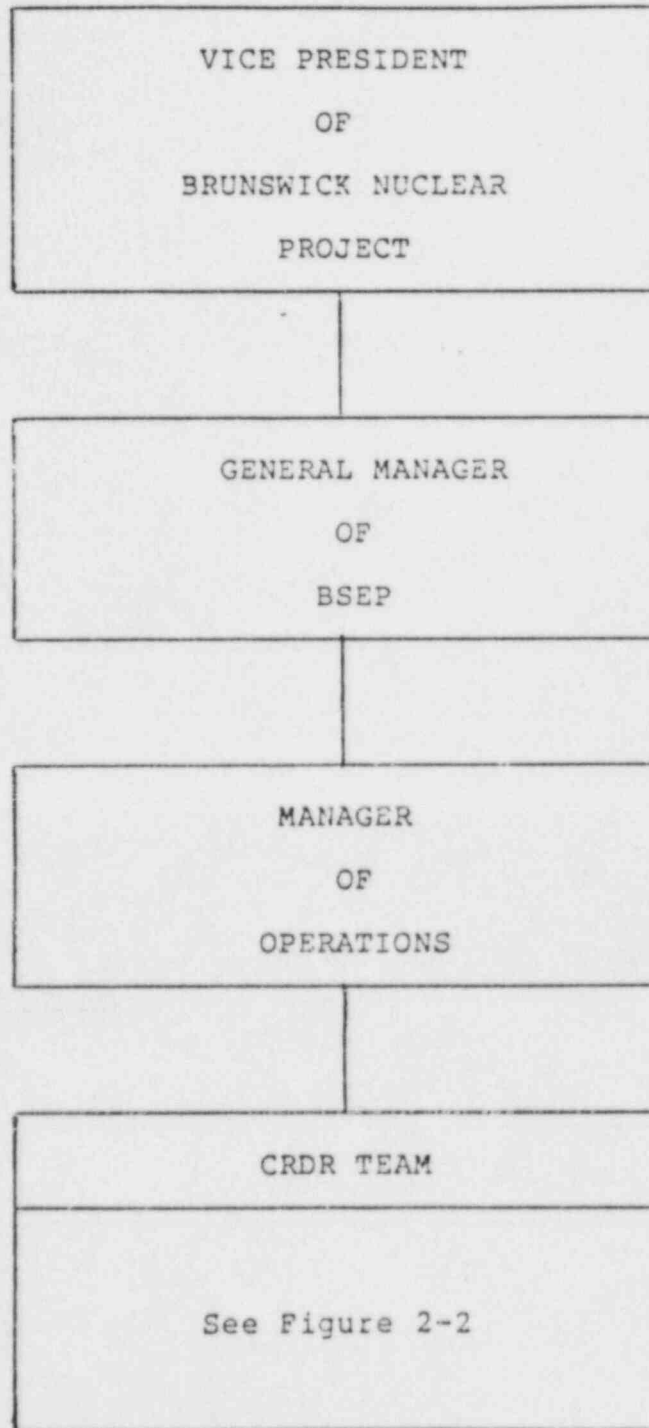 VICE PRESIDENT
OF
BRUNSWICK NUCLEAR
PROJECT
GENERAL MANAGER
OF
BSEP
MANAGER
OF
OPERATIONS
CRDR TEAM
See Figure 2-2